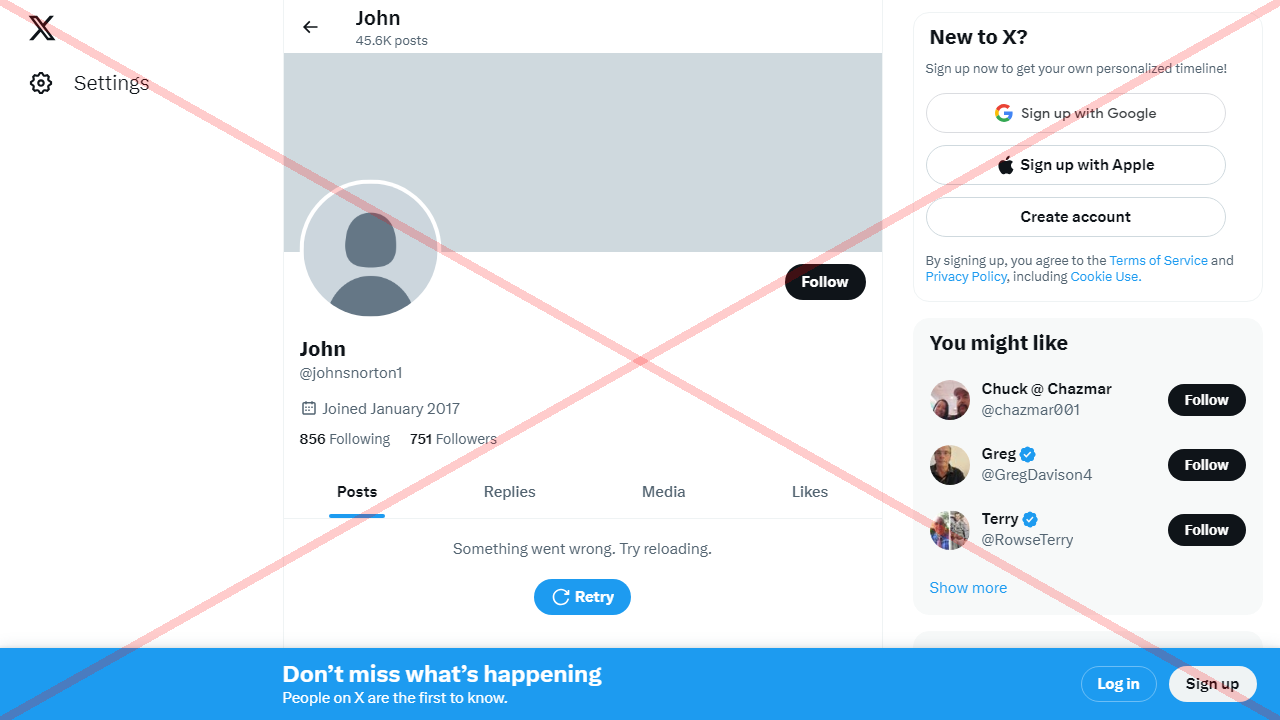 Settings
John
45.6K posts
Follow
John
@johnsnorton1
Joined January 2017
856 Following 751 Followers
Posts Replies Media Likes
Something went wrong. Try reloading.
Retry
New to X?
Sign up now to get your own personalized timeline!
Sign up with Google
Sign up with Apple
Create account
By signing up, you agree to the Terms of Service and
Privacy Policy, including Cookie Use.
You might like
Chuck @ Chazmar
@chazmar001
Follow
Greg
@GregDavison4
Follow
Terry
@RowseTerry
Follow
Show more
Don’t miss what’s happening
People on X are the first to know.
Log in
Sign up